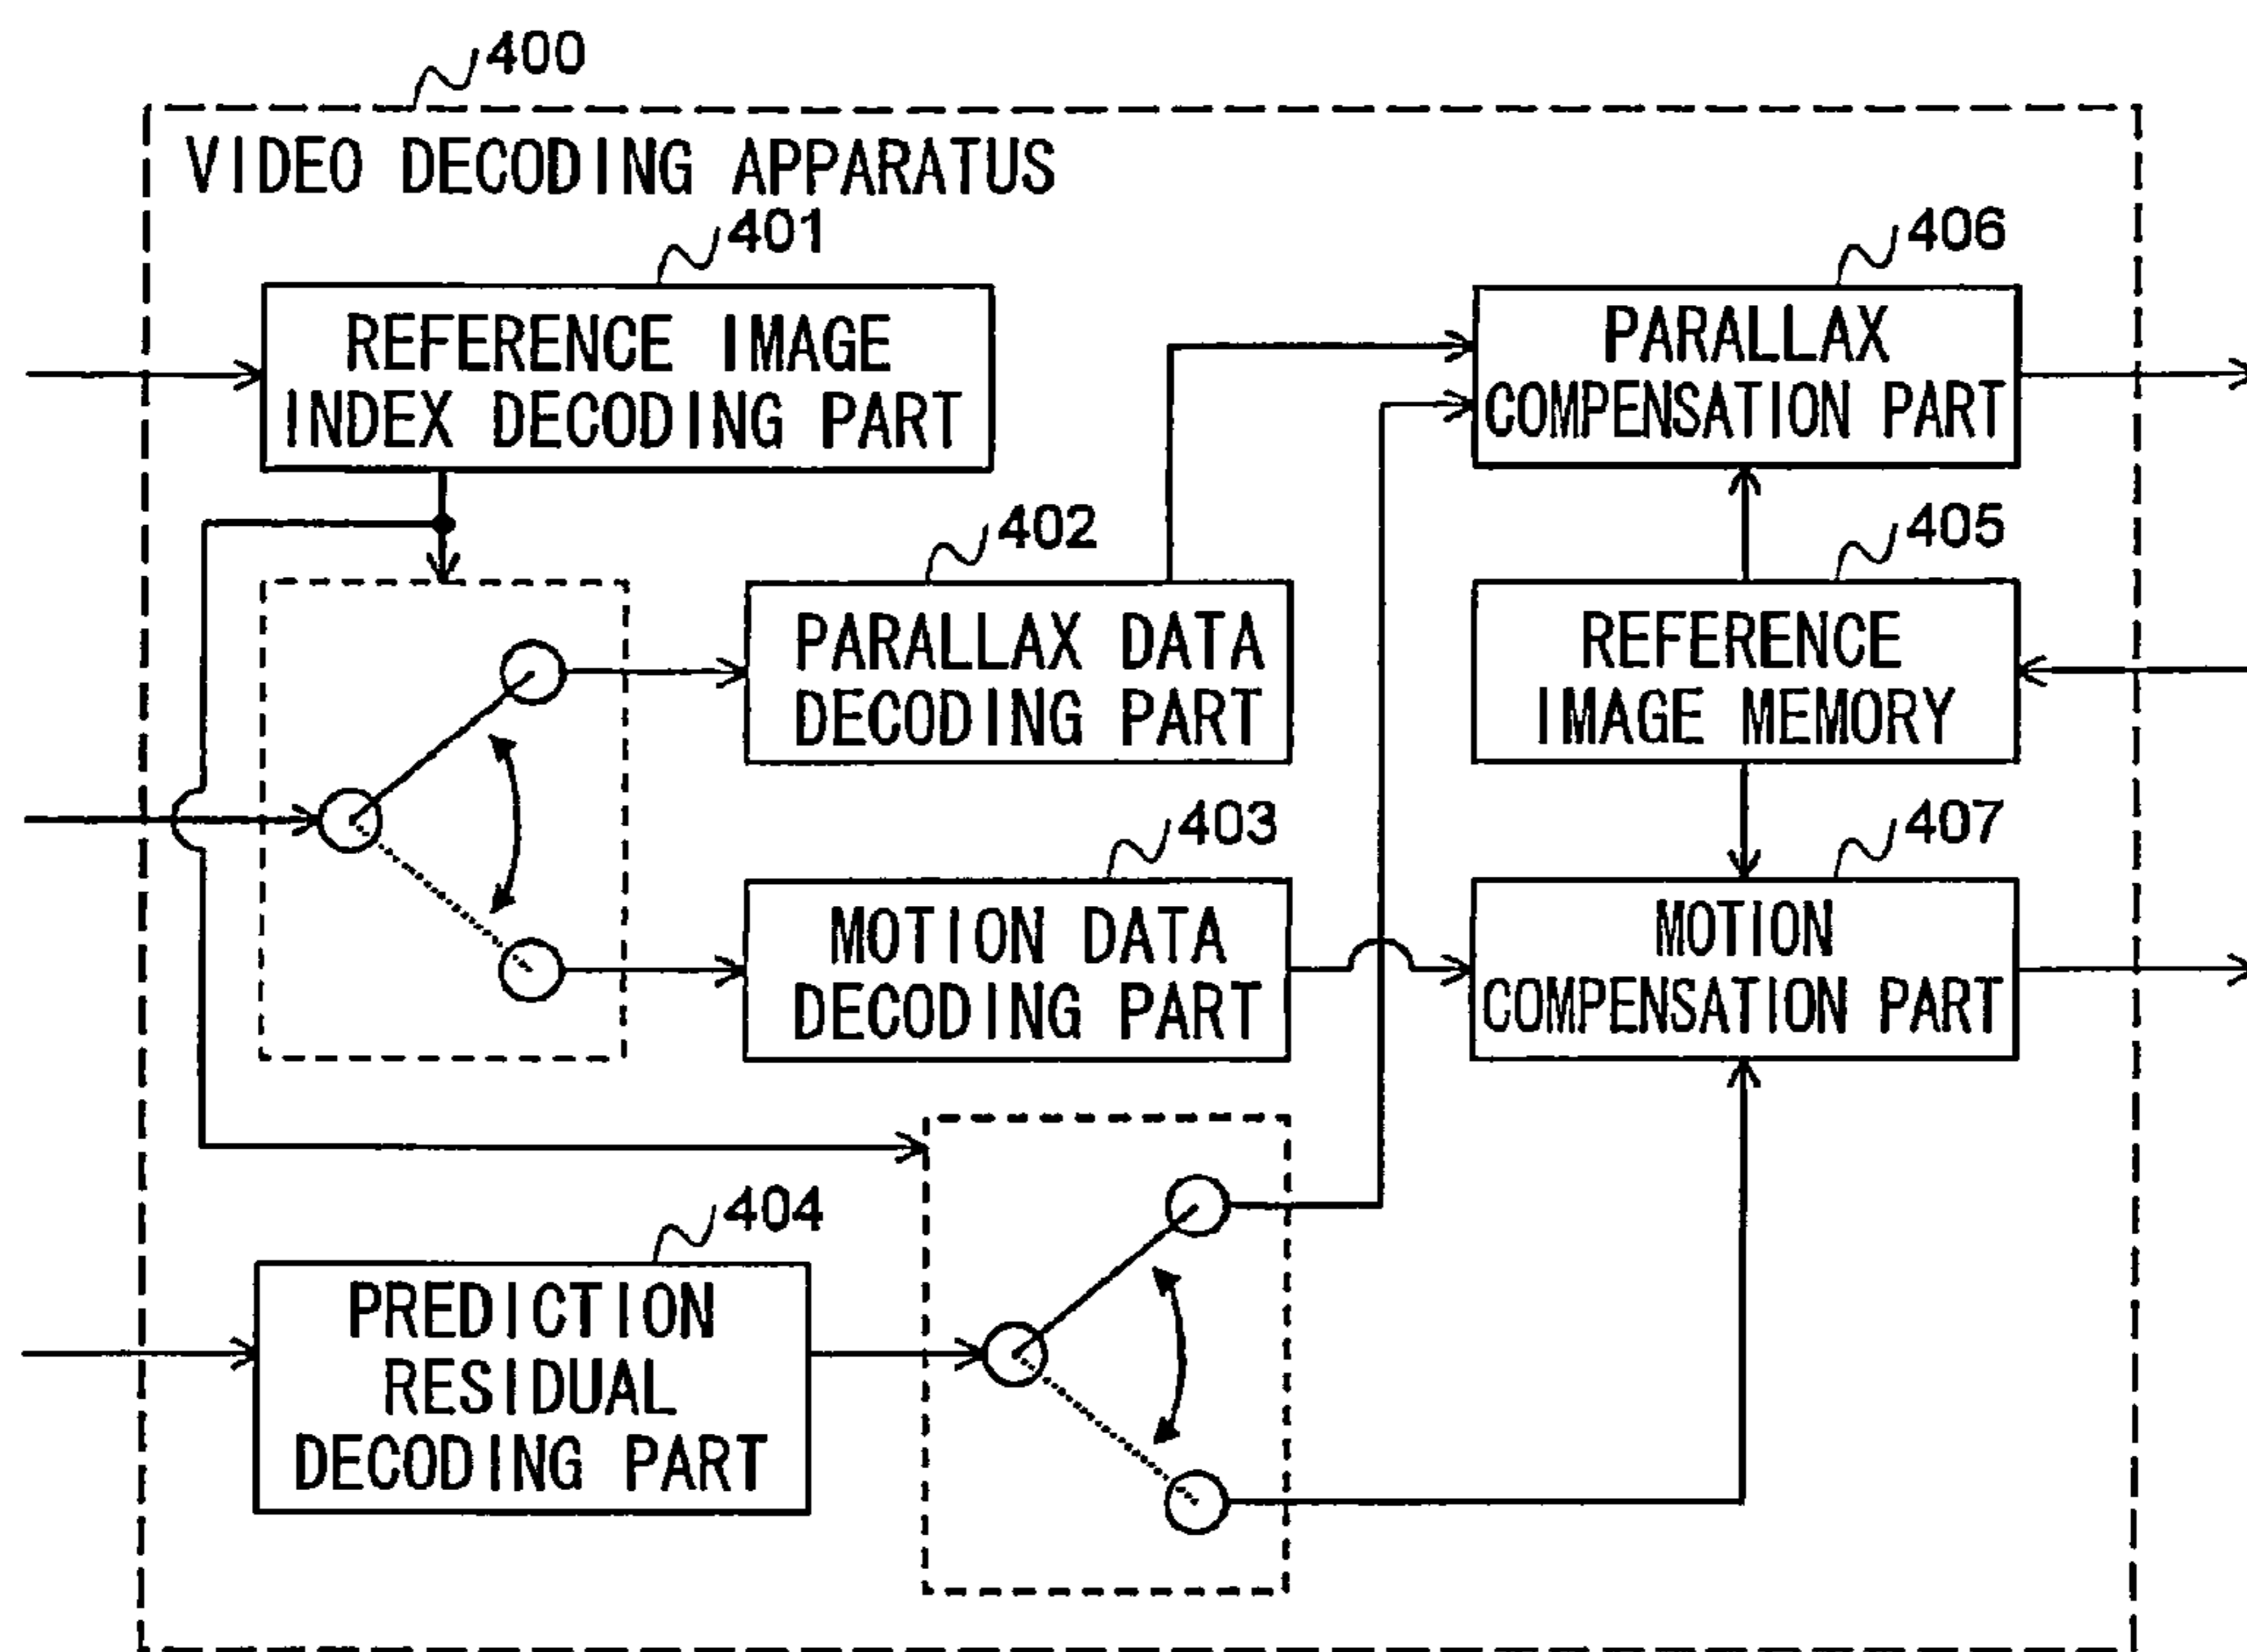 400
VIDEO DECODING APPARATUS
401
REFERENCE IMAGE
INDEX DECODING PART
406
PARALLAX
COMPENSATION PART
402
PARALLAX DATA
DECODING PART
405
REFERENCE
IMAGE MEMORY
403
MOTION DATA
DECODING PART
407
MOTION
COMPENSATION PART
404
PREDICTION
RESIDUAL
DECODING PART